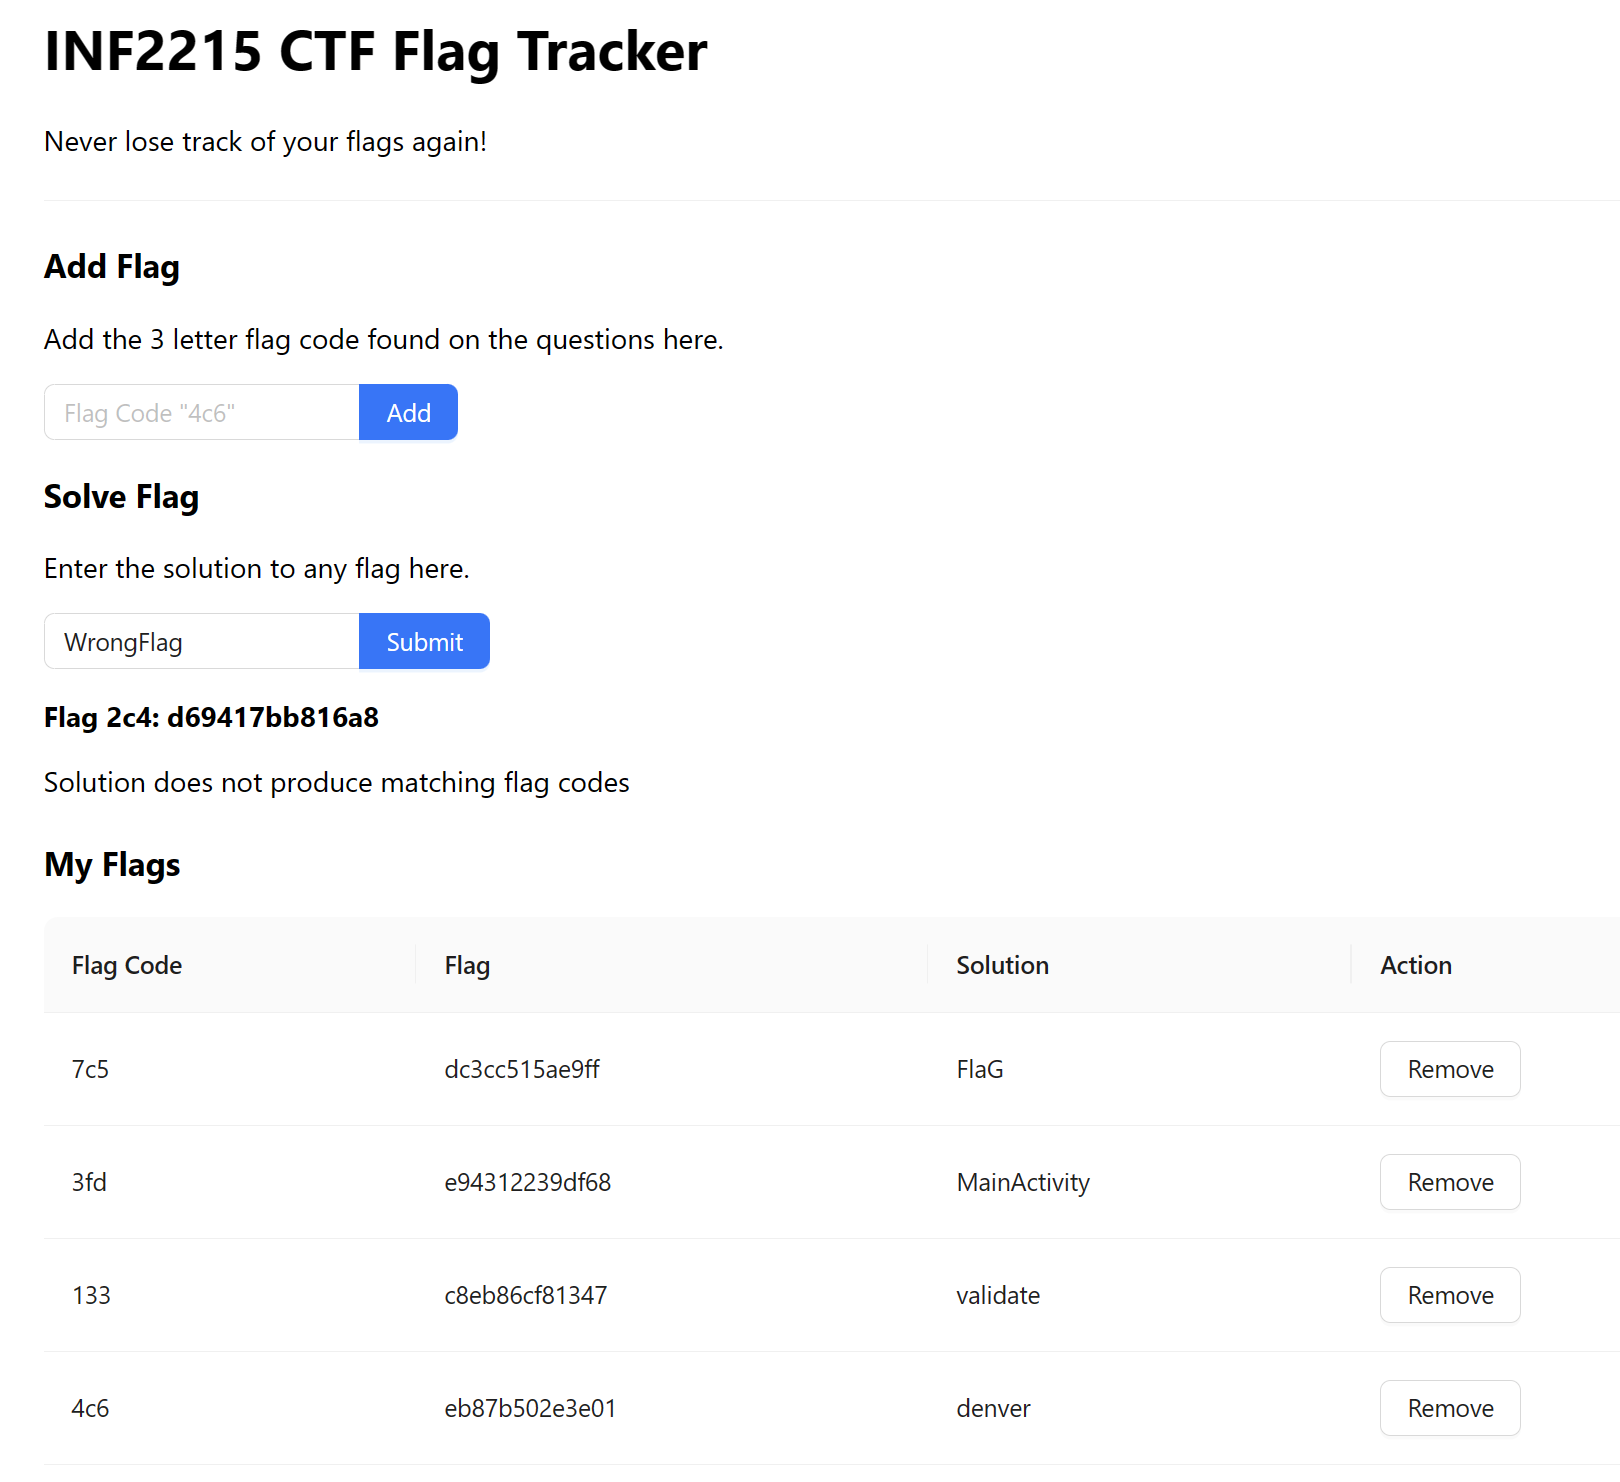 INF2215 CTF Flag Tracker
Never lose track of your flags again!
Add Flag
Add the 3 letter flag code found on the questions here.
Flag Code "4c6" Add
Solve Flag
Enter the solution to any flag here.
WrongFlag Submit
Flag 2c4: d69417bb816a8
Solution does not produce matching flag codes
My Flags
Flag Code Flag Solution Action
7c5 dc3cc515ae9ff FlaG Remove
3fd e94312239df68 MainActivity Remove
133 c8eb86cf81347 validate Remove
4c6 eb87b502e3e01 denver Remove